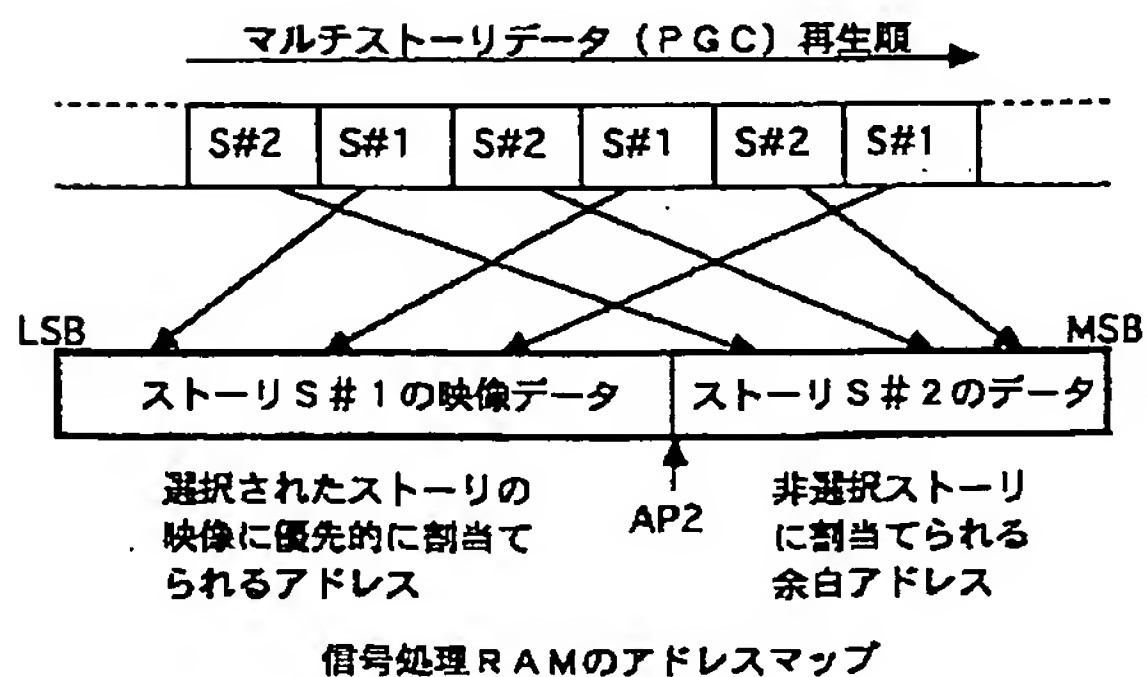 マルチストーリデータ（ＰＧＣ）再生順
S#2 S#1 S#2 S#1 S#2 S#1
LSB MSB
ストーリＳ＃１の映像データ ストーリＳ＃２のデータ
選択されたストーリの
映像に優先的に割当て
られるアドレス
AP2
非選択ストーリ
に割当てられる
余白アドレス
信号処理ＲＡＭのアドレスマップ